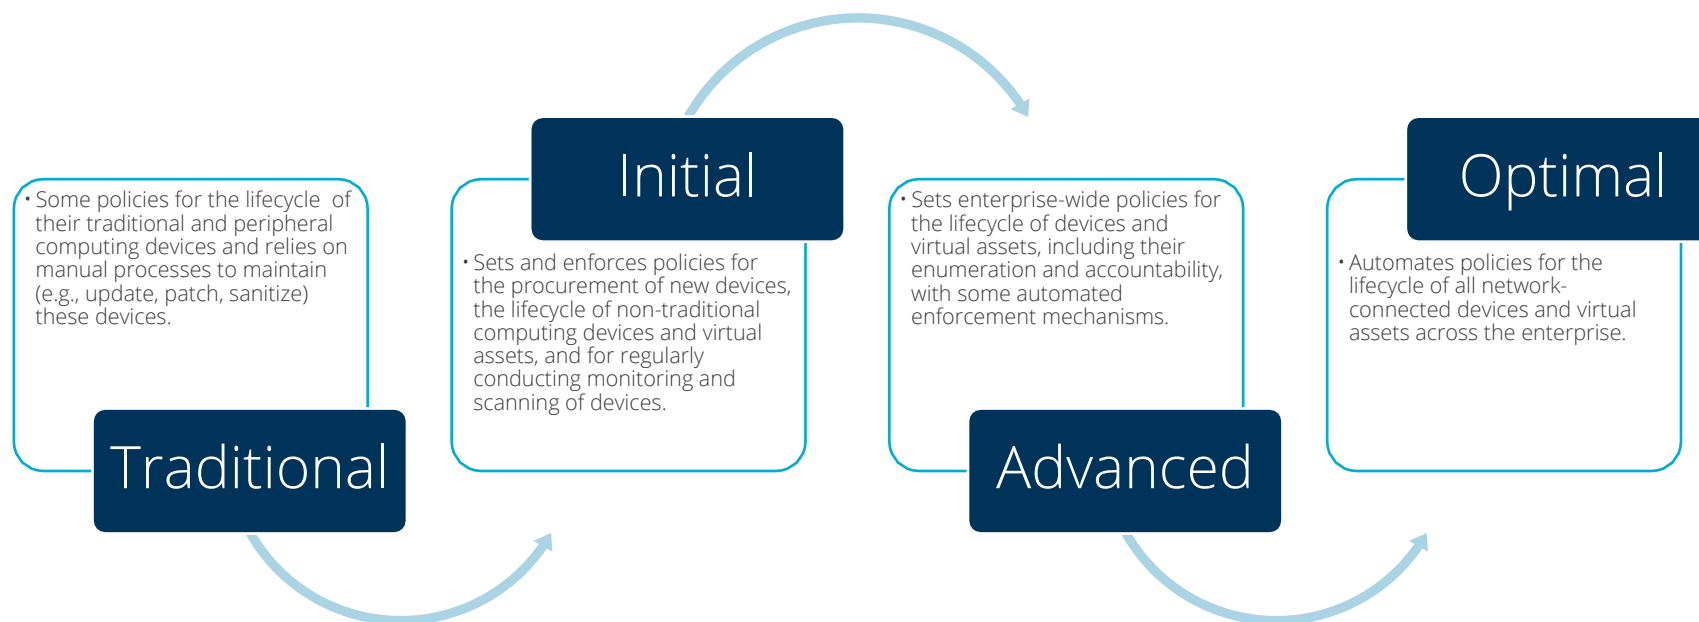 • Some policies for the lifecycle of
their traditional and peripheral
computing devices and relies on
manual processes to maintain
(e.g., update, patch, sanitize)
these devices.
Traditional
Initial
• Sets and enforces policies for
the procurement of new devices,
the lifecycle of non-traditional
computing devices and virtual
assets, and for regularly
conducting monitoring and
scanning of devices.
• Sets enterprise-wide policies for
the lifecycle of devices and
virtual assets, including their
enumeration and accountability,
with some automated
enforcement mechanisms.
Advanced
Optimal
• Automates policies for the
lifecycle of all network-
connected devices and virtual
assets across the enterprise.